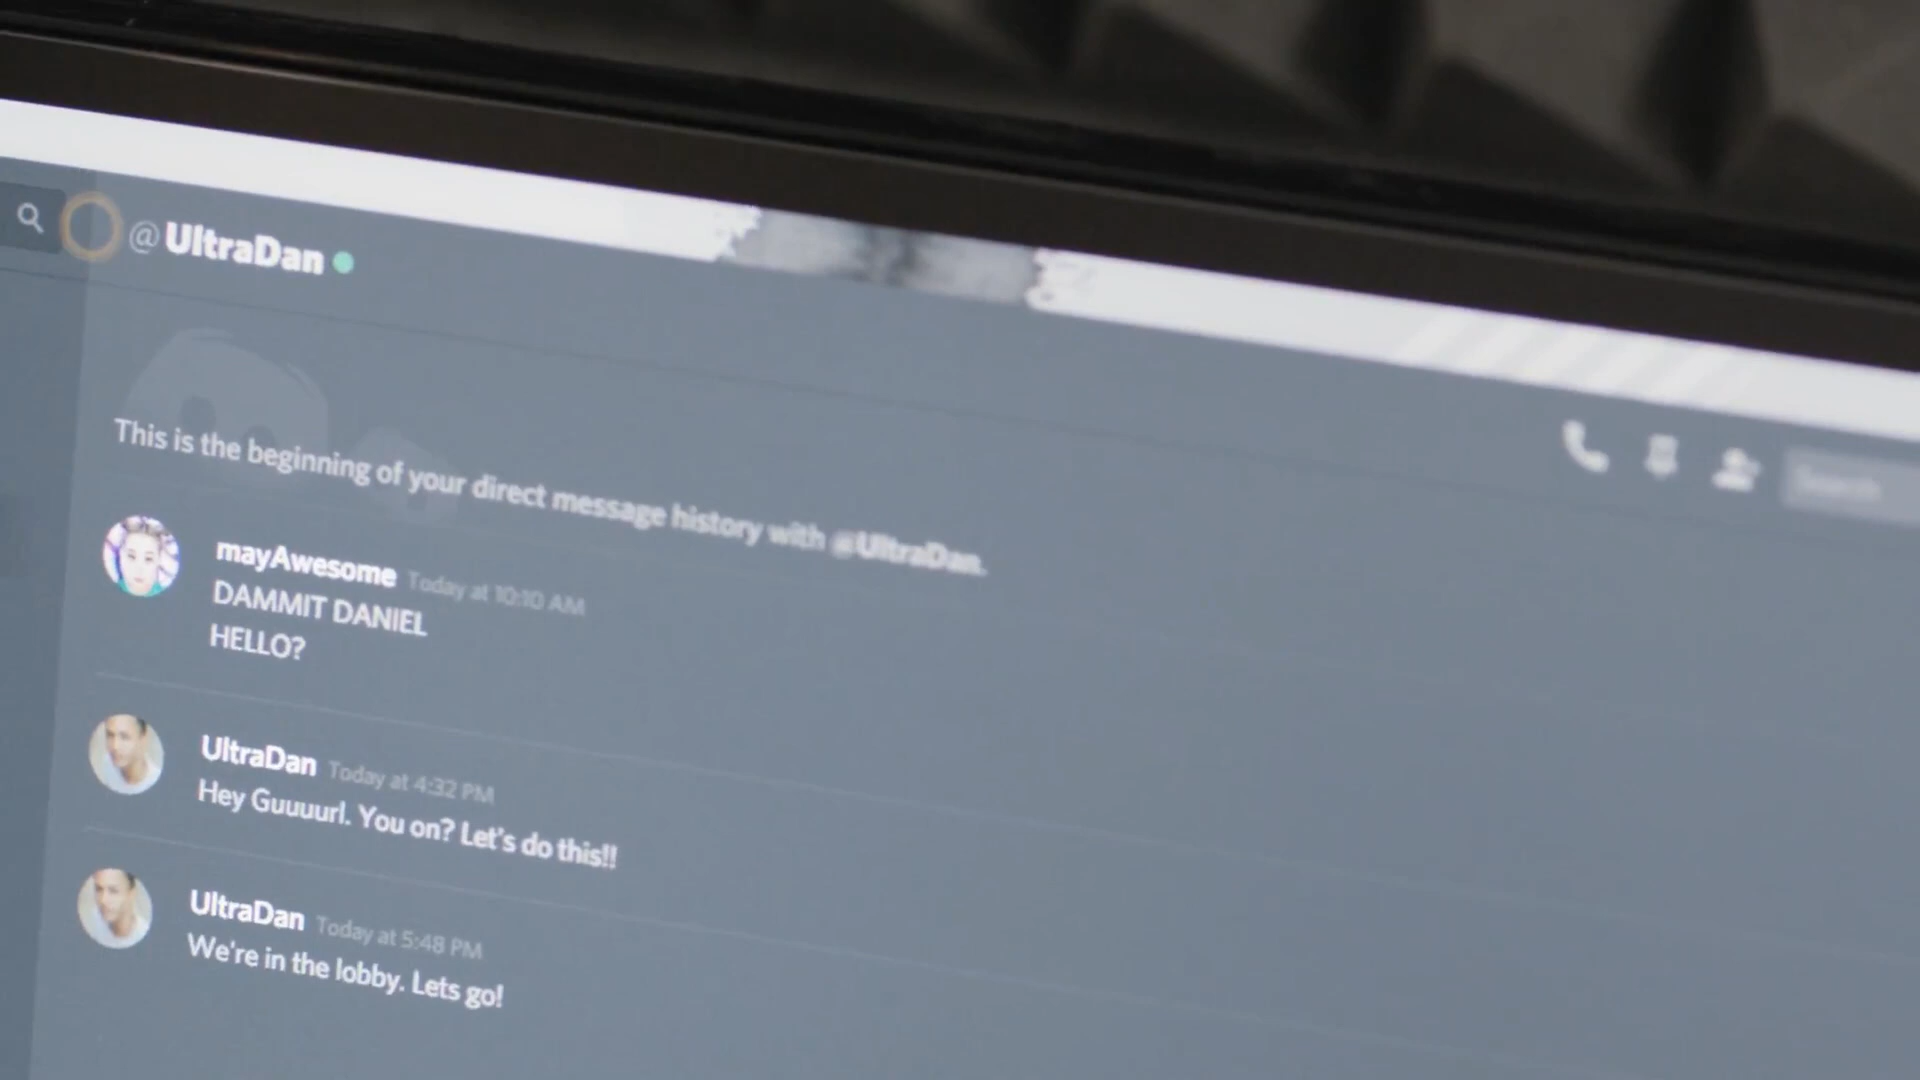 @UltraDan
Search
This is the beginning of your direct message history with @UltraDan.
mayAwesome Today at 10:10 AM
DAMMIT DANIEL
HELLO?
UltraDan Today at 4:32 PM
Hey Guuuurl. You on? Let's do this!!
UltraDan Today at 5:48 PM
We're in the lobby. Lets go!